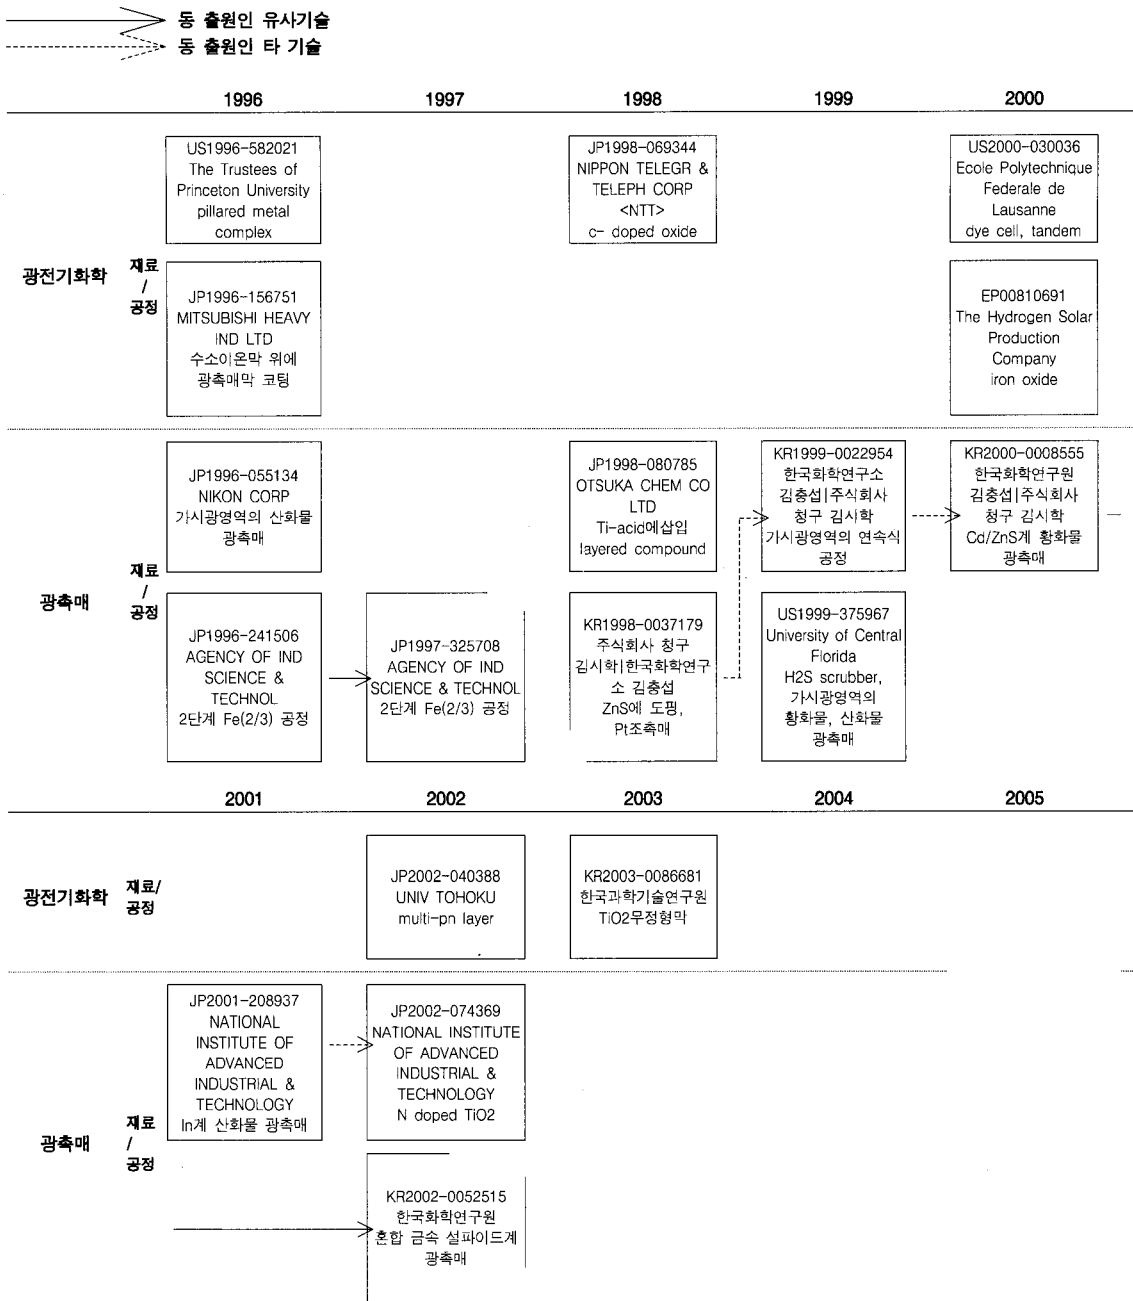 동 출원인 유사기술
동 출원인 타 기술
1996 1997 1998 1999 2000
광전기화학
재료
/
공정
US1996-582021
The Trustees of
Princeton University
pillared metal
complex
JP1998-069344
NIPPON TELEGR &
TELEPH CORP
<NTT>
c- doped oxide
US2000-030036
Ecole Polytechnique
Federale de
Lausanne
dye cell, tandem
JP1996-156751
MITSUBISHI HEAVY
IND LTD
수소이온막 위에
광촉매막 코팅
EP00810691
The Hydrogen Solar
Production
Company
iron oxide
광촉매
재료
/
공정
JP1996-055134
NIKON CORP
가시광영역의 산화물
광촉매
JP1998-080785
OTSUKA CHEM CO
LTD
Ti-acid에삽입
layered compound
KR1999-0022954
한국화학연구소
김충섭|주식회사
청구 김시학
가시광영역의 연속식
공정
KR2000-0008555
한국화학연구원
김충섭|주식회사
청구 김시학
Cd/ZnS계 황화물
광촉매
JP1996-241506
AGENCY OF IND
SCIENCE &
TECHNOL
2단계 Fe(2/3) 공정
JP1997-325708
AGENCY OF IND
SCIENCE & TECHNOL
2단계 Fe(2/3) 공정
KR1998-0037179
주식회사 청구
김시학|한국화학연구
소 김충섭
ZnS에 도핑,
Pt조촉매
US1999-375967
University of Central
Florida
H2S scrubber,
가시광영역의
황화물, 산화물
광촉매
2001 2002 2003 2004 2005
광전기화학
재료/
공정
JP2002-040388
UNIV TOHOKU
multi-pn layer
KR2003-0086681
한국과학기술연구원
TiO2무정형막
광촉매
재료
/
공정
JP2001-208937
NATIONAL
INSTITUTE OF
ADVANCED
INDUSTRIAL &
TECHNOLOGY
In계 산화물 광촉매
JP2002-074369
NATIONAL INSTITUTE
OF ADVANCED
INDUSTRIAL &
TECHNOLOGY
N doped TiO2
KR2002-0052515
한국화학연구원
혼합 금속 설파이드계
광촉매